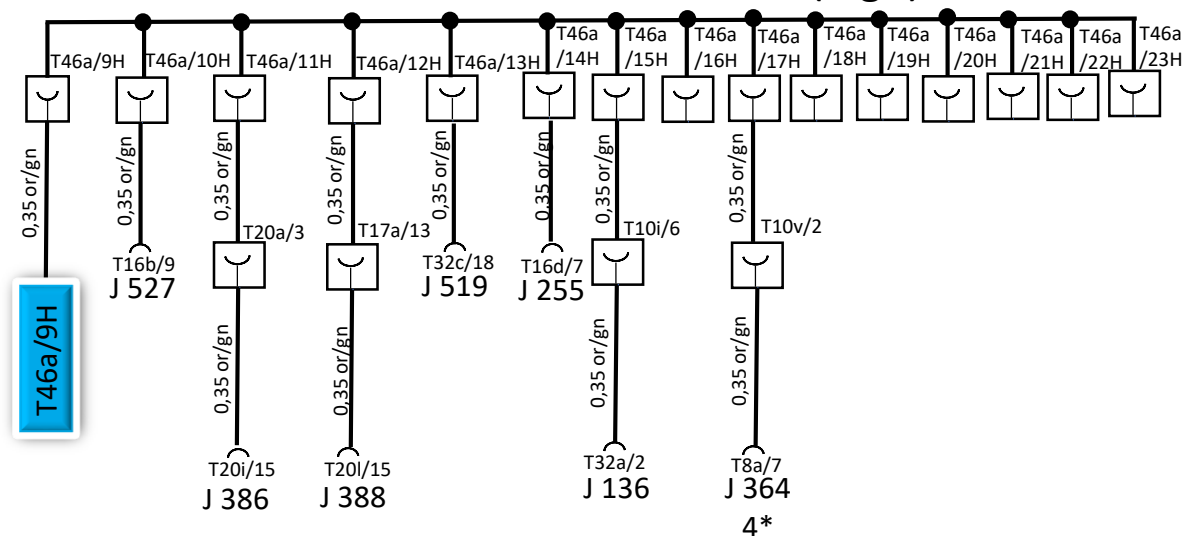 T46a/9H
T46a/10H
T46a/11H
T46a/12H
T46a/13H
T46a
/14H
T46a
/15H
T46a
/16H
T46a
/17H
T46a
/18H
T46a
/19H
T46a
/20H
T46a
/21H
T46a
/22H
T46a
/23H
0,35 or/gn
0,35 or/gn
0,35 or/gn
0,35 or/gn
0,35 or/gn
0,35 or/gn
0,35 or/gn
0,35 or/gn
T20a/3
T17a/13
T10i/6
T10v/2
T16b/9
J 527
T32c/18
J 519
T16d/7
J 255
T46a/9H
0,35 or/gn
0,35 or/gn
0,35 or/gn
0,35 or/gn
T20i/15
J 386
T20l/15
J 388
T32a/2
J 136
T8a/7
J 364
4*